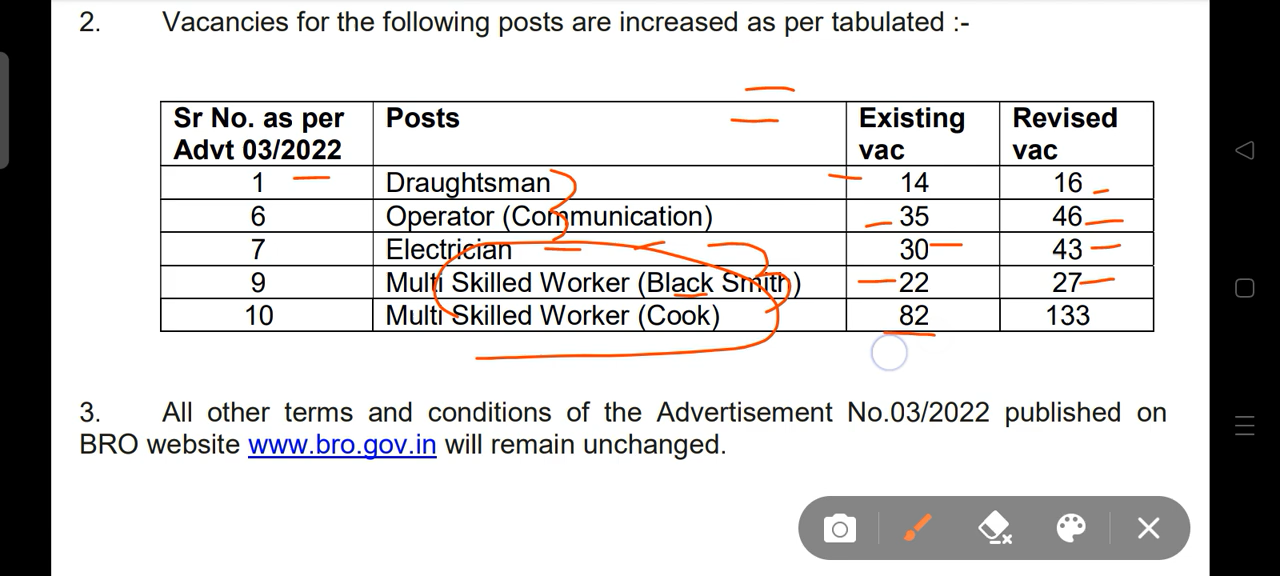 2. Vacancies for the following posts are increased as per tabulated :-
Sr No. as per Advt 03/2022 Posts Existing vac Revised vac
1 Draughtsman 14 16
6 Operator (Communication) 35 46
7 Electrician 30 43
9 Multi Skilled Worker (Black Smith) 22 27
10 Multi Skilled Worker (Cook) 82 133
3. All other terms and conditions of the Advertisement No.03/2022 published on
BRO website www.bro.gov.in will remain unchanged.